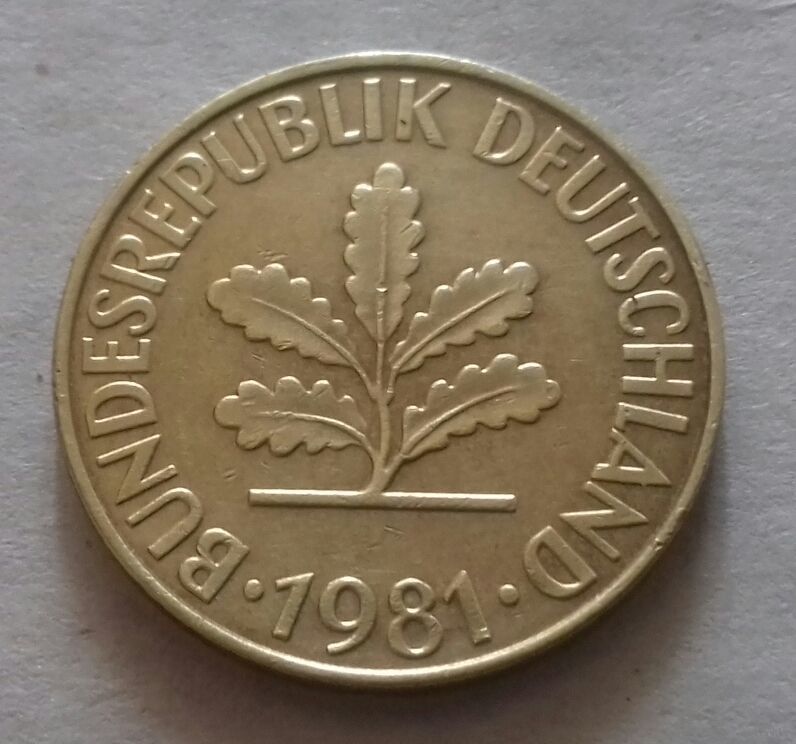 BUNDESREPUBLIK DEUTSCHLAND
· 1981 ·